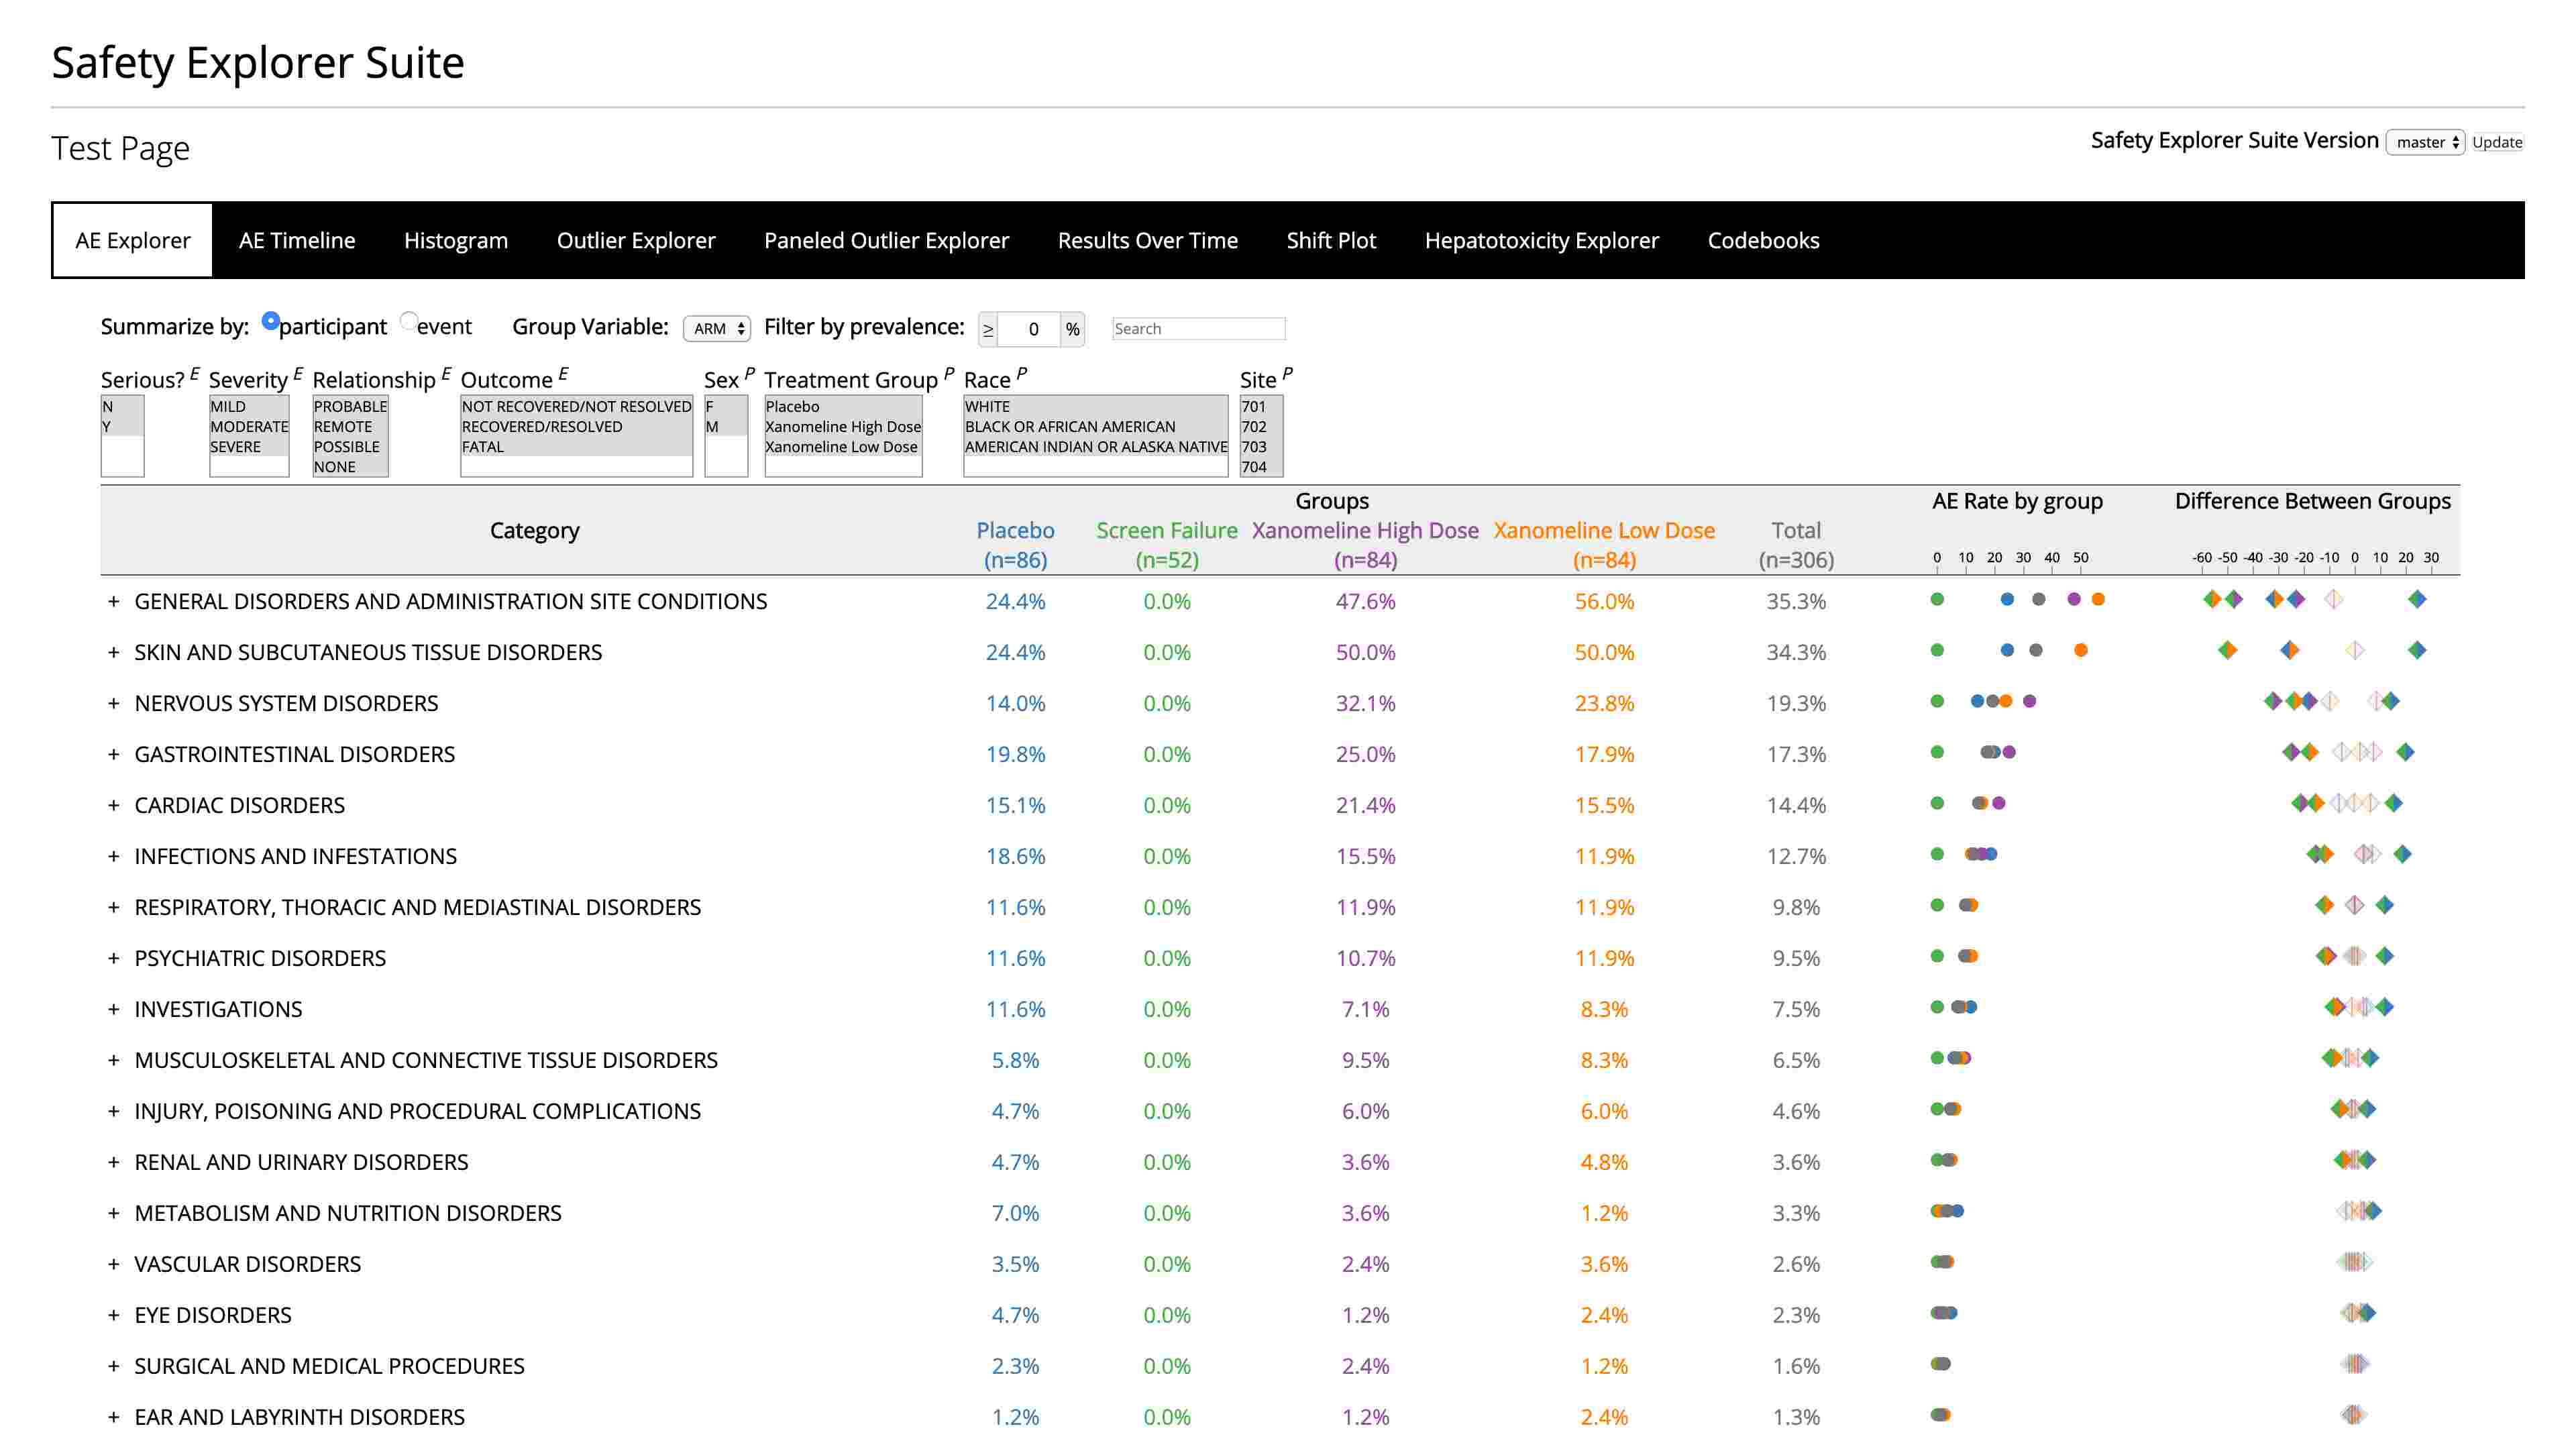 Safety Explorer Suite
Test Page
Safety Explorer Suite Version master Update
AE Explorer AE Timeline Histogram Outlier Explorer Paneled Outlier Explorer Results Over Time Shift Plot Hepatotoxicity Explorer Codebooks
Summarize by: participant event Group Variable: ARM Filter by prevalence: ≥ 0 % Search
Serious? E Severity E Relationship E Outcome E Sex P Treatment Group P Race P Site P
N MILD PROBABLE NOT RECOVERED/NOT RESOLVED F Placebo WHITE 701
Y MODERATE REMOTE RECOVERED/RESOLVED M Xanomeline High Dose BLACK OR AFRICAN AMERICAN 702
SEVERE POSSIBLE FATAL Xanomeline Low Dose AMERICAN INDIAN OR ALASKA NATIVE 703
NONE 704
Groups AE Rate by group Difference Between Groups
Category Placebo Screen Failure Xanomeline High Dose Xanomeline Low Dose Total
(n=86) (n=52) (n=84) (n=84) (n=306) 0 10 20 30 40 50 -60 -50 -40 -30 -20 -10 0 10 20 30
+ GENERAL DISORDERS AND ADMINISTRATION SITE CONDITIONS 24.4% 0.0% 47.6% 56.0% 35.3%
+ SKIN AND SUBCUTANEOUS TISSUE DISORDERS 24.4% 0.0% 50.0% 50.0% 34.3%
+ NERVOUS SYSTEM DISORDERS 14.0% 0.0% 32.1% 23.8% 19.3%
+ GASTROINTESTINAL DISORDERS 19.8% 0.0% 25.0% 17.9% 17.3%
+ CARDIAC DISORDERS 15.1% 0.0% 21.4% 15.5% 14.4%
+ INFECTIONS AND INFESTATIONS 18.6% 0.0% 15.5% 11.9% 12.7%
+ RESPIRATORY, THORACIC AND MEDIASTINAL DISORDERS 11.6% 0.0% 11.9% 11.9% 9.8%
+ PSYCHIATRIC DISORDERS 11.6% 0.0% 10.7% 11.9% 9.5%
+ INVESTIGATIONS 11.6% 0.0% 7.1% 8.3% 7.5%
+ MUSCULOSKELETAL AND CONNECTIVE TISSUE DISORDERS 5.8% 0.0% 9.5% 8.3% 6.5%
+ INJURY, POISONING AND PROCEDURAL COMPLICATIONS 4.7% 0.0% 6.0% 6.0% 4.6%
+ RENAL AND URINARY DISORDERS 4.7% 0.0% 3.6% 4.8% 3.6%
+ METABOLISM AND NUTRITION DISORDERS 7.0% 0.0% 3.6% 1.2% 3.3%
+ VASCULAR DISORDERS 3.5% 0.0% 2.4% 3.6% 2.6%
+ EYE DISORDERS 4.7% 0.0% 1.2% 2.4% 2.3%
+ SURGICAL AND MEDICAL PROCEDURES 2.3% 0.0% 2.4% 1.2% 1.6%
+ EAR AND LABYRINTH DISORDERS 1.2% 0.0% 1.2% 2.4% 1.3%